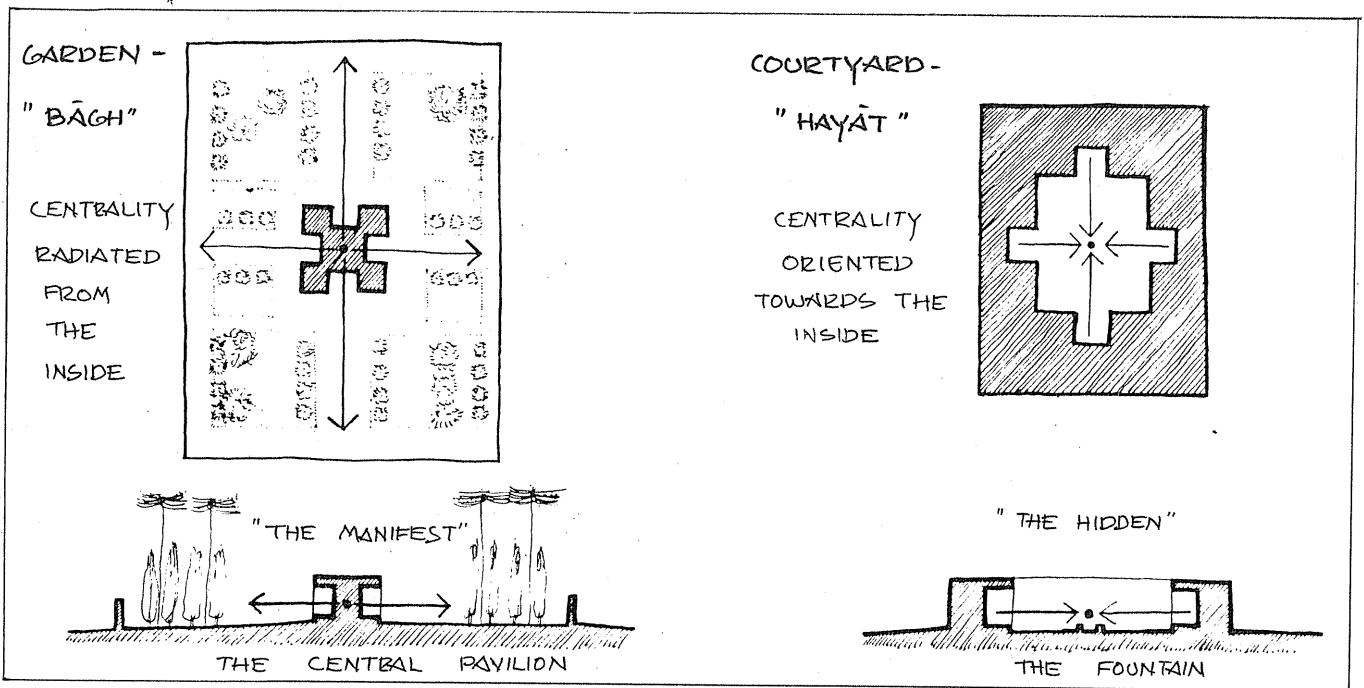 GARDEN -
"BĀGH"
CENTRALITY
RADIATED
FROM
THE
INSIDE
"THE MANIFEST"
THE CENTRAL PAVILION
COURTYARD -
"HAYĀT"
CENTRALITY
ORIENTED
TOWARDS THE
INSIDE
"THE HIDDEN"
THE FOUNTAIN